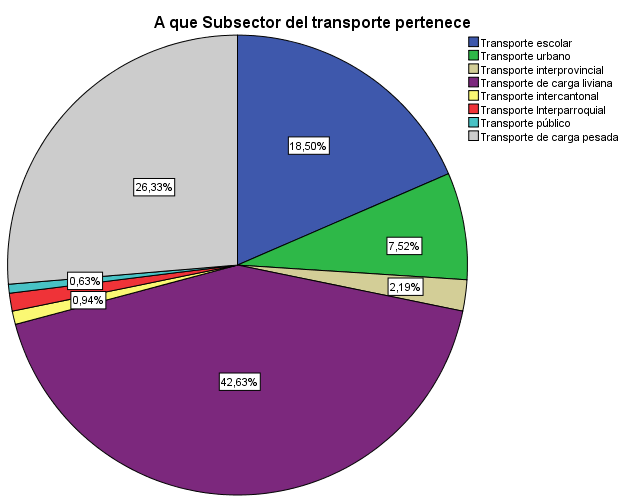 A que Subsector del transporte pertenece
Transporte escolar
Transporte urbano
Transporte interprovincial
Transporte de carga liviana
Transporte intercantonal
Transporte Interparroquial
Transporte público
Transporte de carga pesada
18,50%
26,33%
7,52%
0,63%
2,19%
0,94%
42,63%